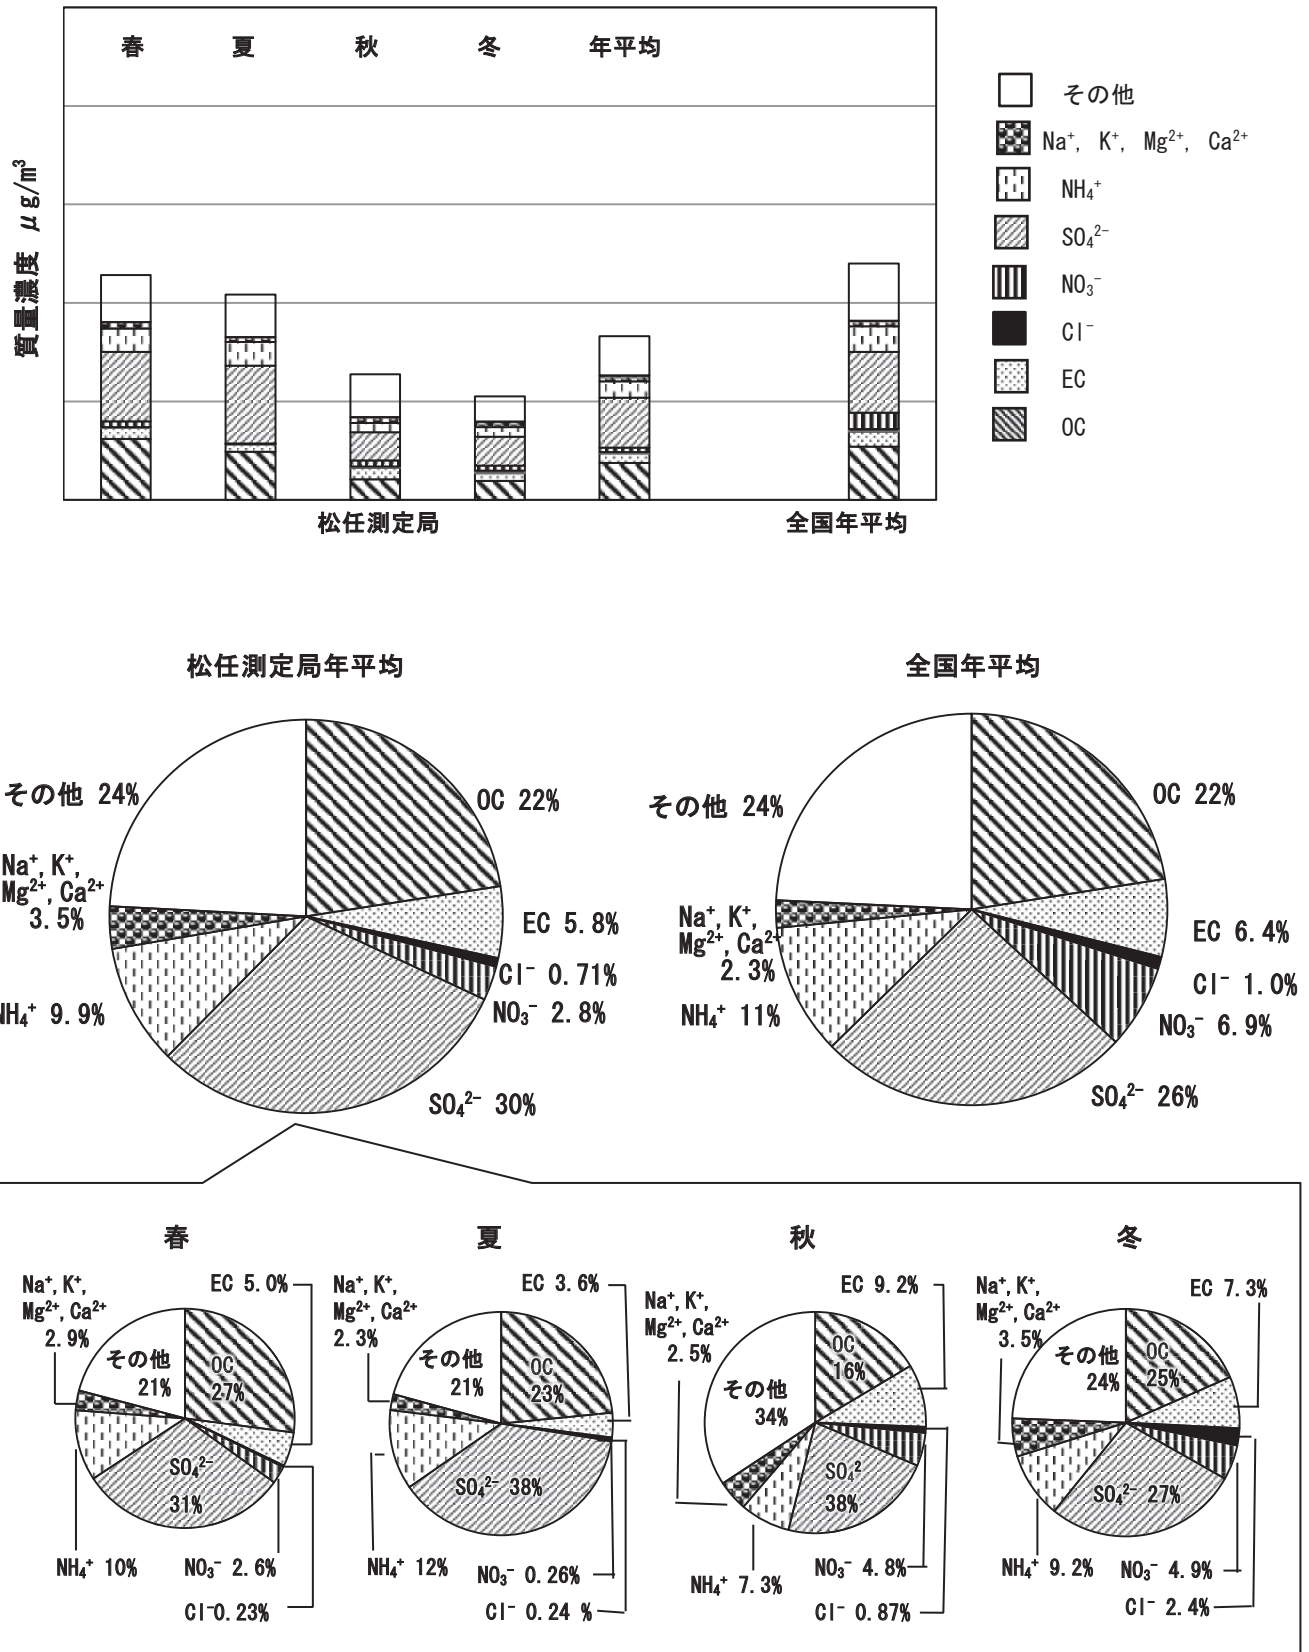 春 夏 秋 冬 年平均
質量濃度 μg/m³
その他
Na⁺, K⁺, Mg²⁺, Ca²⁺
NH₄⁺
SO₄²⁻
NO₃⁻
Cl⁻
EC
OC
松任測定局 全国年平均
松任測定局年平均
その他 24%
OC 22%
Na⁺, K⁺,
Mg²⁺, Ca²⁺
3.5%
EC 5.8%
Cl⁻ 0.71%
NH₄⁺ 9.9%
NO₃⁻ 2.8%
SO₄²⁻ 30%
全国年平均
その他 24%
OC 22%
Na⁺, K⁺,
Mg²⁺, Ca²⁺
2.3%
EC 6.4%
Cl⁻ 1.0%
NH₄⁺ 11%
NO₃⁻ 6.9%
SO₄²⁻ 26%
春
Na⁺, K⁺,
Mg²⁺, Ca²⁺
2.9%
EC 5.0%
その他
21%
OC
27%
SO₄²⁻
31%
NH₄⁺ 10%
NO₃⁻ 2.6%
Cl⁻0.23%
夏
Na⁺, K⁺,
Mg²⁺, Ca²⁺
2.3%
EC 3.6%
その他
21%
OC
23%
SO₄²⁻ 38%
NH₄⁺ 12%
NO₃⁻ 0.26%
Cl⁻ 0.24 %
秋
Na⁺, K⁺,
Mg²⁺, Ca²⁺
2.5%
EC 9.2%
その他
34%
OC
16%
SO₄²
38%
NH₄⁺ 7.3%
NO₃⁻ 4.8%
Cl⁻ 0.87%
冬
Na⁺, K⁺,
Mg²⁺, Ca²⁺
3.5%
EC 7.3%
その他
24%
OC
25%
SO₄²⁻ 27%
NH₄⁺ 9.2%
NO₃⁻ 4.9%
Cl⁻ 2.4%